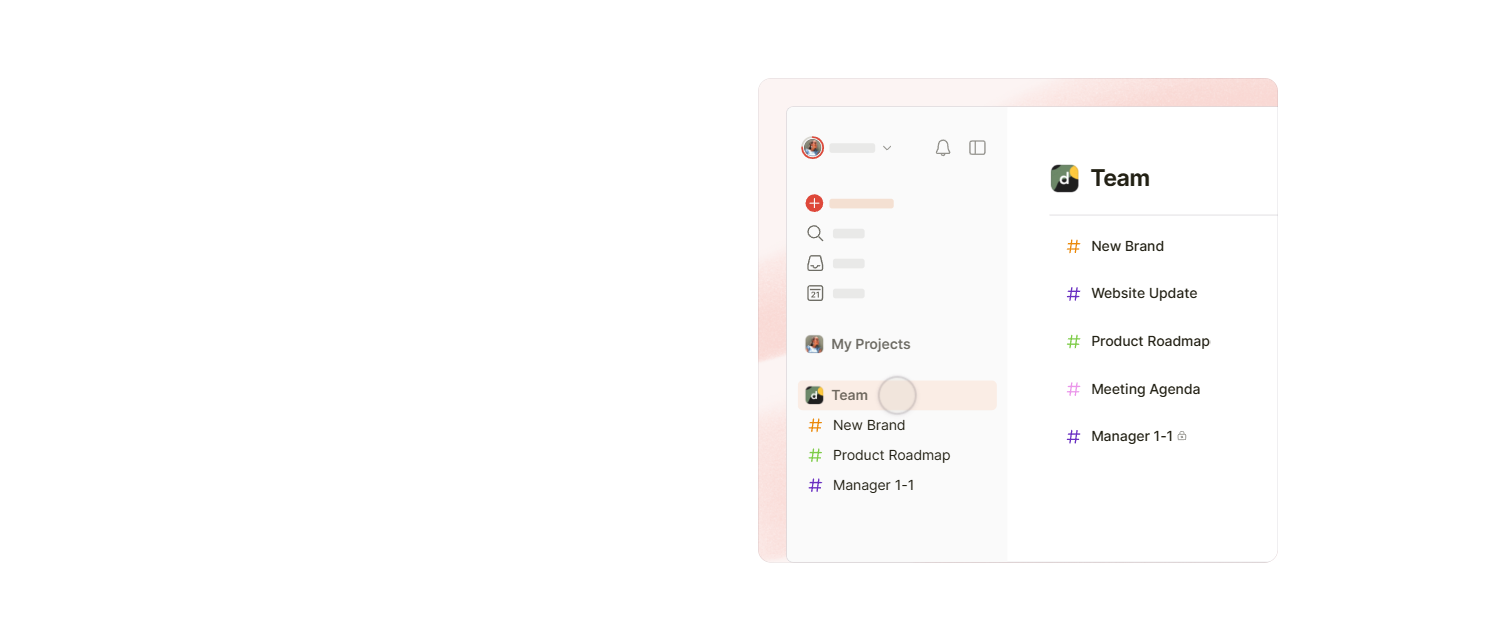 21
My Projects
d Team
# New Brand
# Product Roadmap
# Manager 1-1
d Team
# New Brand
# Website Update
# Product Roadmap
# Meeting Agenda
# Manager 1-1